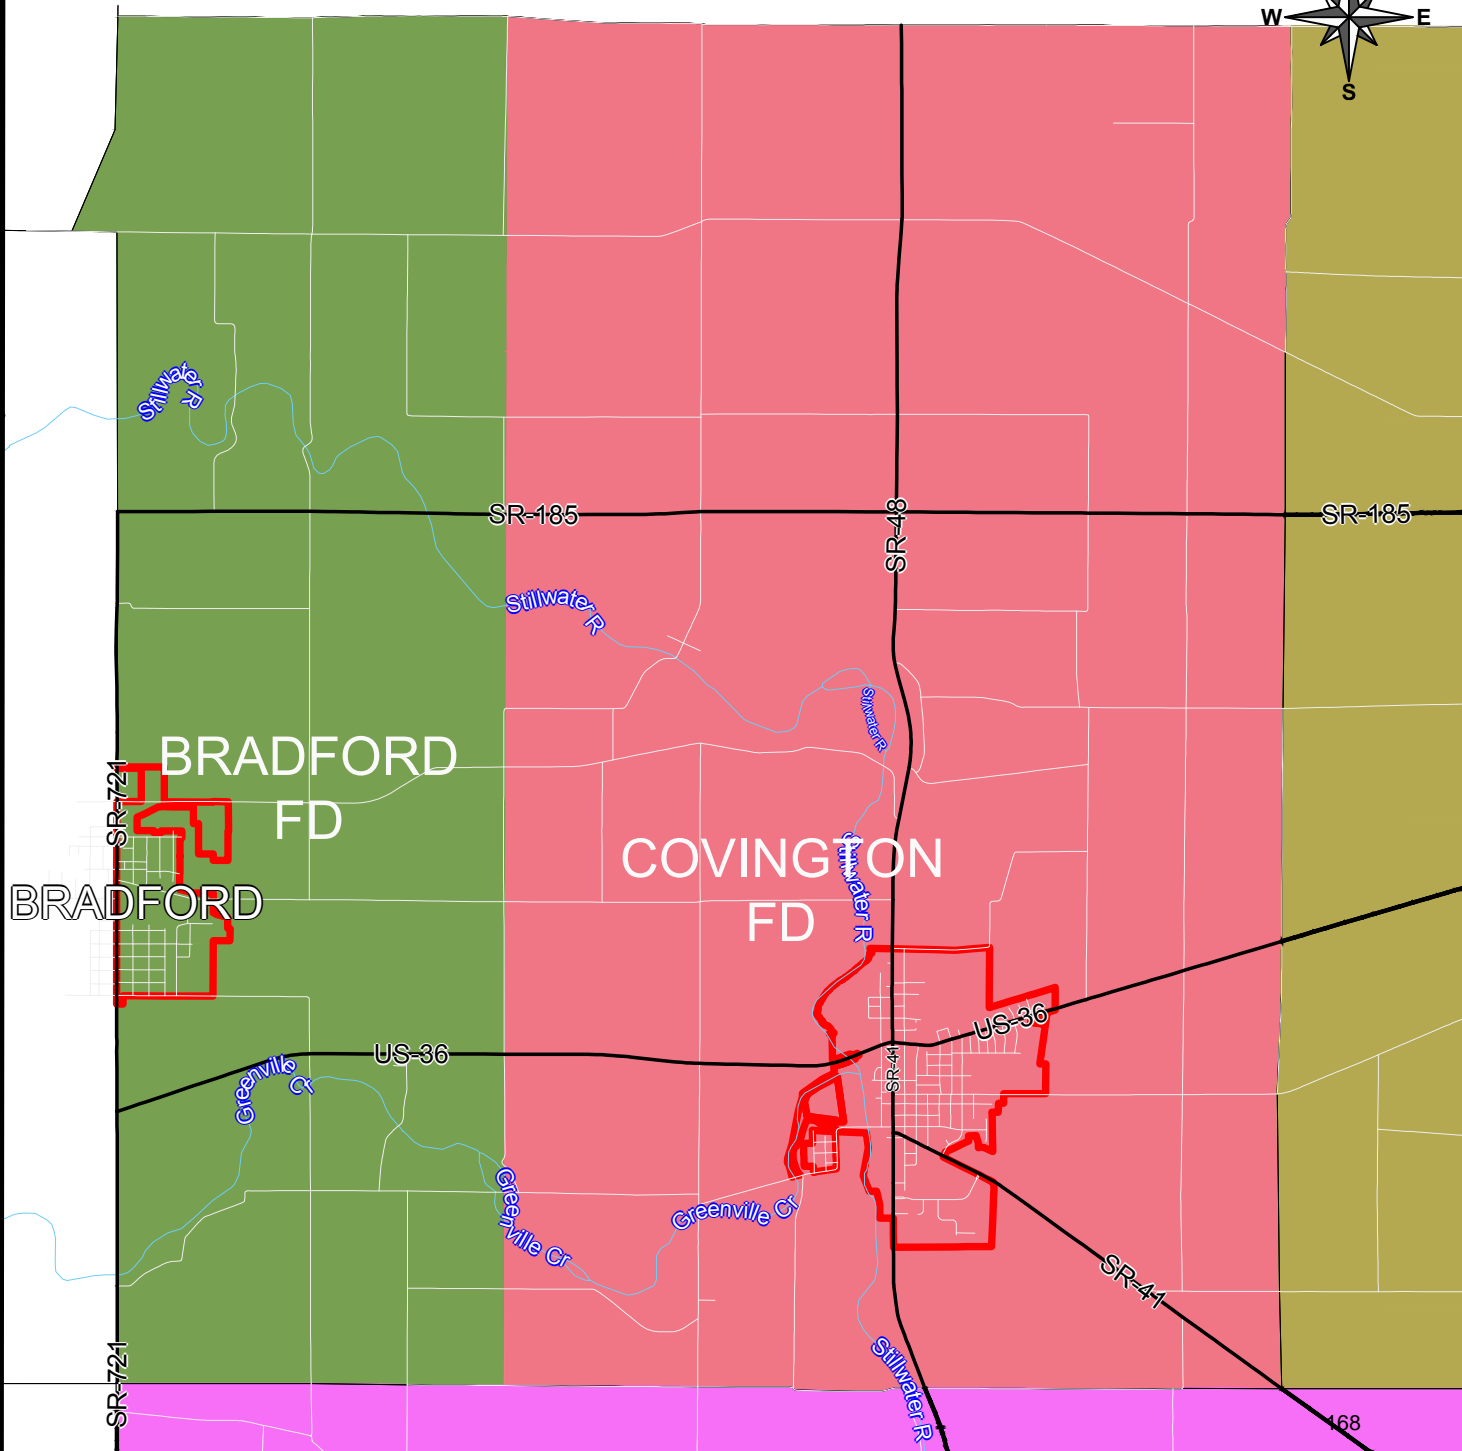 W E
S
Stillwater R
SR-185
SR-48
SR-185
Stillwater R
Stillwater R
BRADFORD
FD
SR-721
COVINGTON
FD
Stillwater R
BRADFORD
US-36
US-36
SR-41
Greenville Cr
Greenville Cr
Greenville Cr
SR-41
Stillwater R
SR-721
168